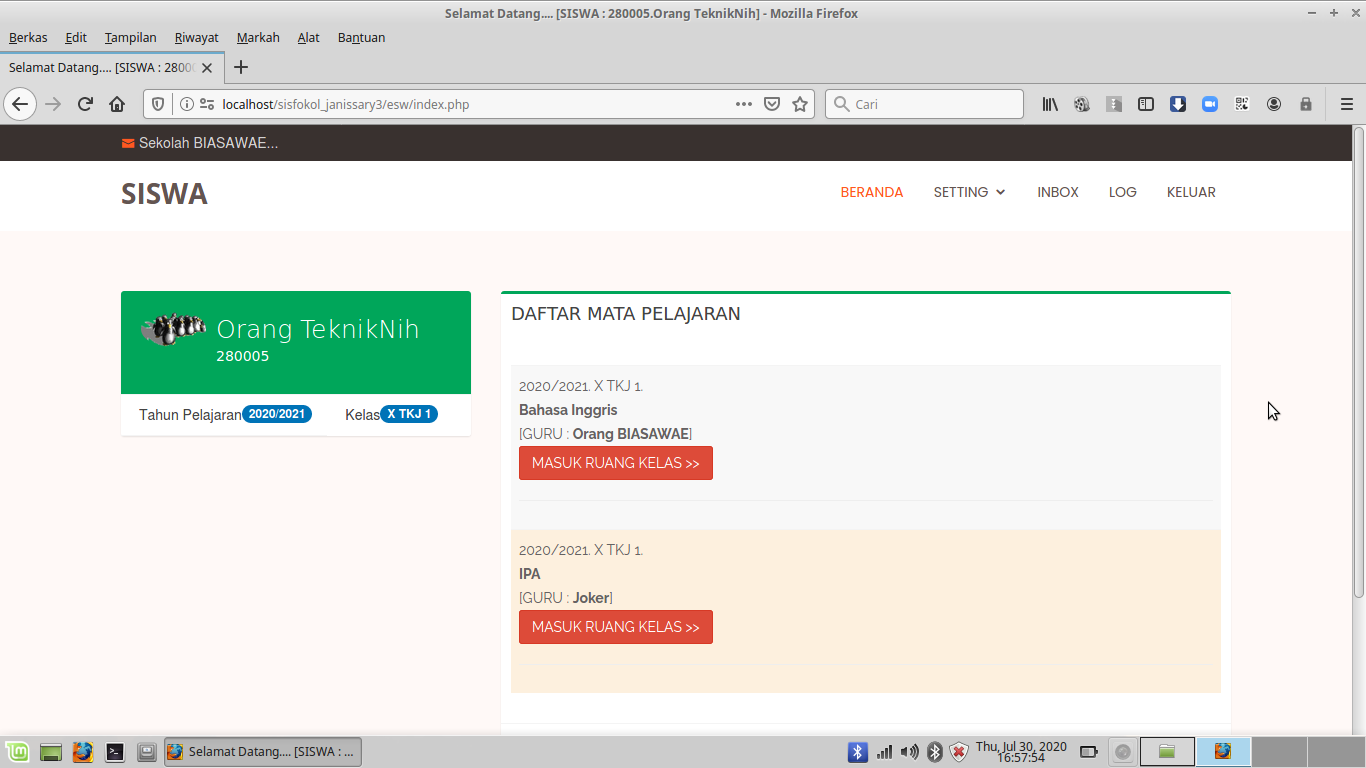 Selamat Datang.... [SISWA : 280005.Orang TeknikNih] - Mozilla Firefox
Berkas Edit Tampilan Riwayat Markah Alat Bantuan
Selamat Datang.... [SISWA : 2800
localhost/sisfokol_janissary3/esw/index.php
Cari
Sekolah BIASAWAE...
SISWA
BERANDA SETTING INBOX LOG KELUAR
Orang TeknikNih
280005
Tahun Pelajaran 2020/2021 Kelas X TKJ 1
DAFTAR MATA PELAJARAN
2020/2021. X TKJ 1.
Bahasa Inggris
[GURU : Orang BIASAWAE]
MASUK RUANG KELAS >>
2020/2021. X TKJ 1.
IPA
[GURU : Joker]
MASUK RUANG KELAS >>
Selamat Datang.... [SISWA : ...
Thu, Jul 30, 2020
16:57:54